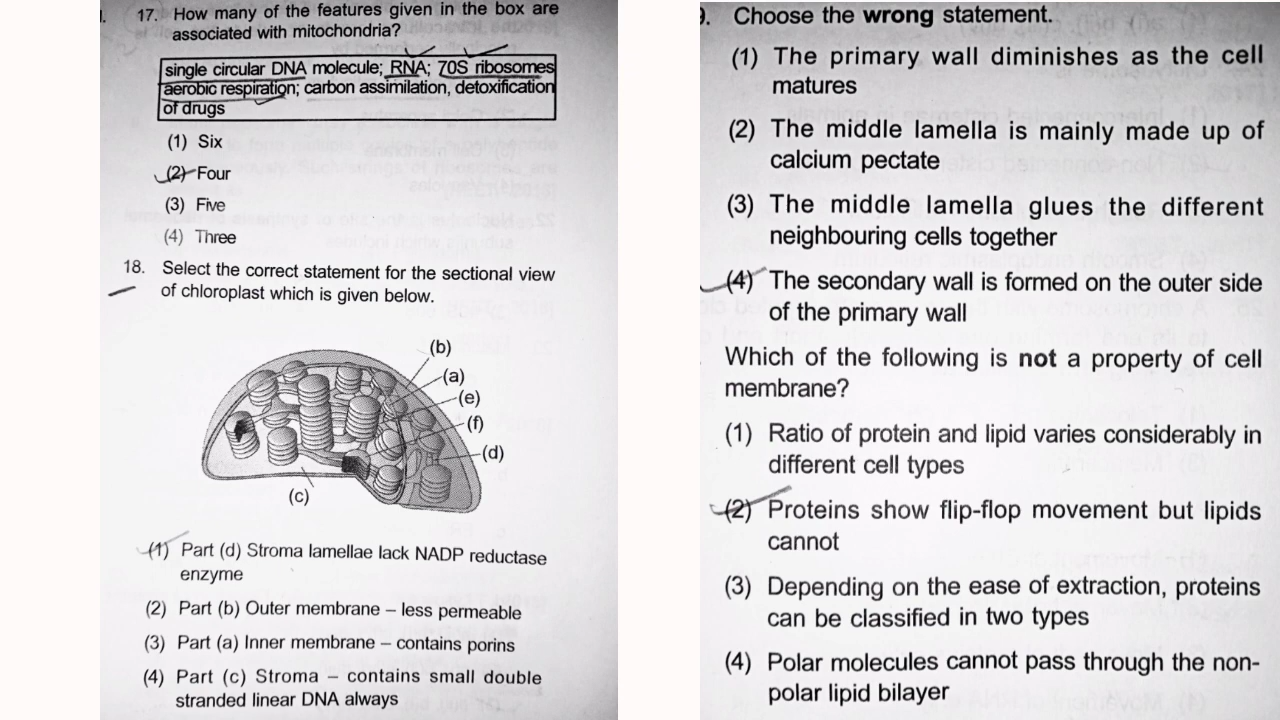 17. How many of the features given in the box are
associated with mitochondria?
single circular DNA molecule; RNA; 70S ribosomes
aerobic respiration; carbon assimilation, detoxification
of drugs
(1) Six
(2) Four
(3) Five
(4) Three
18. Select the correct statement for the sectional view
of chloroplast which is given below.
(b)
(a)
(e)
(f)
(d)
(c)
(1) Part (d) Stroma lamellae lack NADP reductase
enzyme
(2) Part (b) Outer membrane – less permeable
(3) Part (a) Inner membrane – contains porins
(4) Part (c) Stroma – contains small double
stranded linear DNA always
9. Choose the wrong statement.
(1) The primary wall diminishes as the cell
matures
(2) The middle lamella is mainly made up of
calcium pectate
(3) The middle lamella glues the different
neighbouring cells together
(4) The secondary wall is formed on the outer side
of the primary wall
Which of the following is not a property of cell
membrane?
(1) Ratio of protein and lipid varies considerably in
different cell types
(2) Proteins show flip-flop movement but lipids
cannot
(3) Depending on the ease of extraction, proteins
can be classified in two types
(4) Polar molecules cannot pass through the non-
polar lipid bilayer